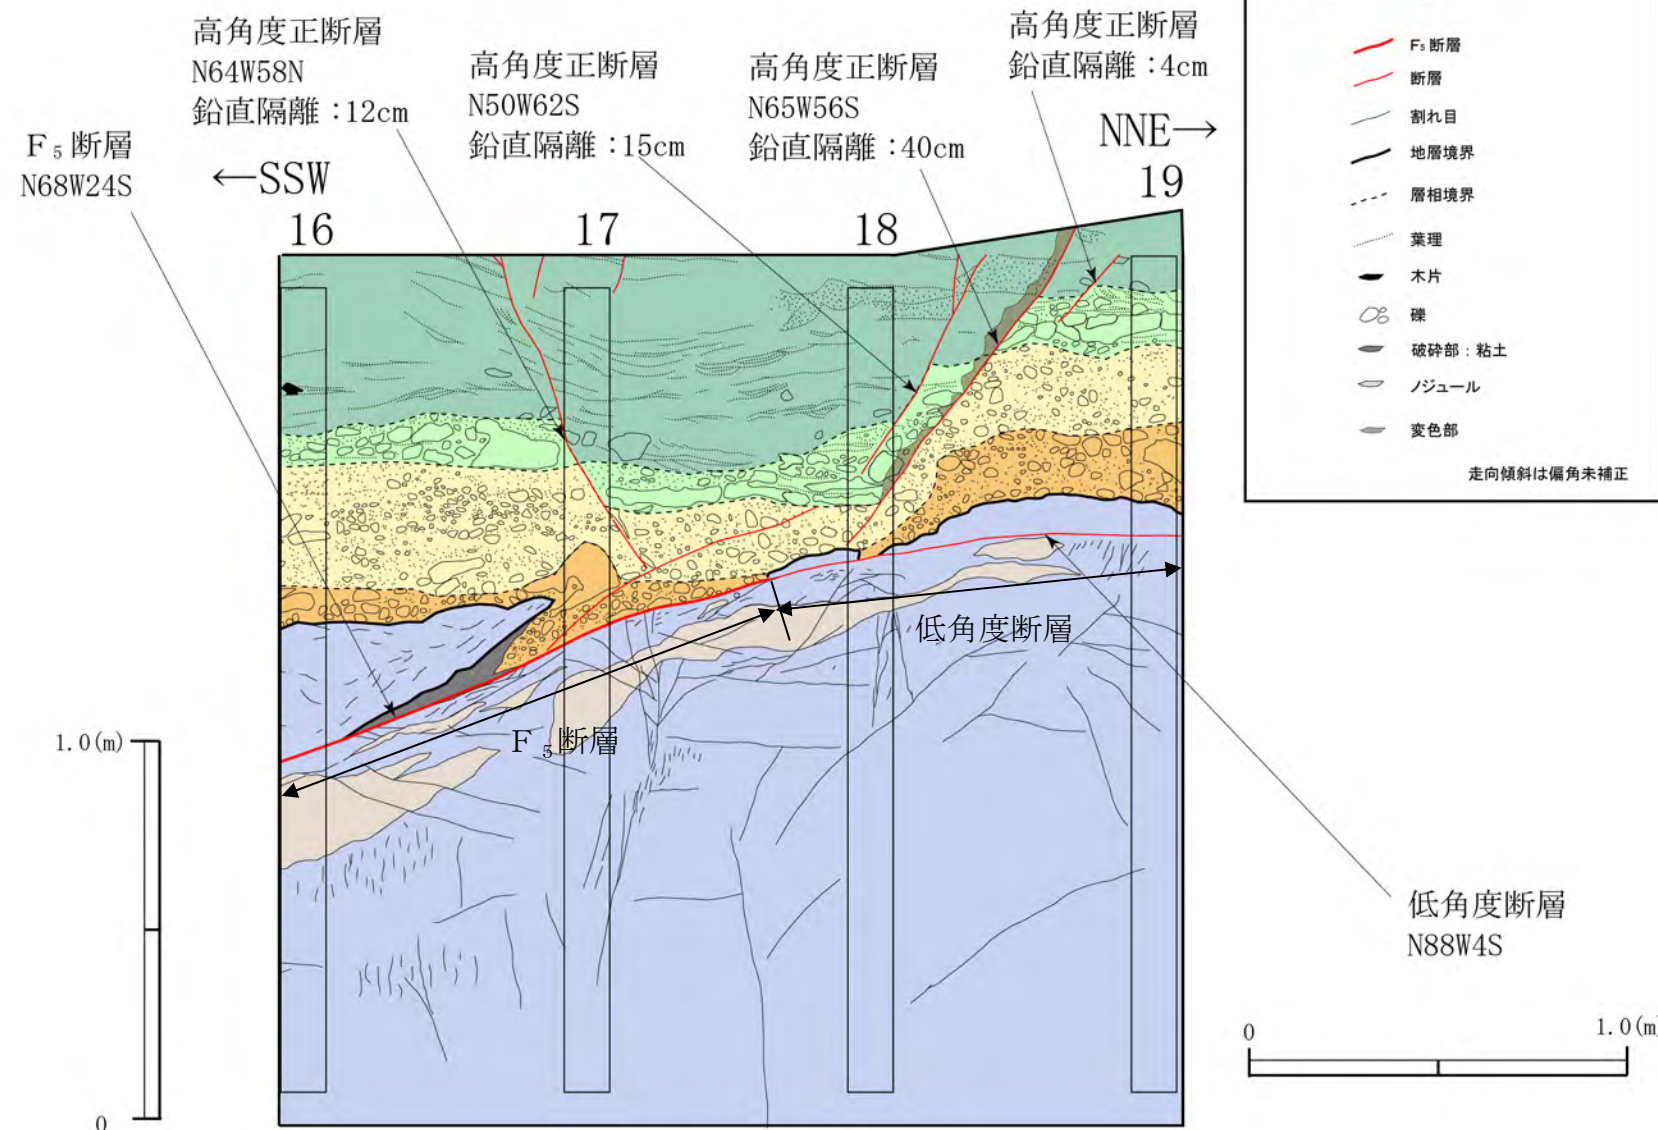 高角度正断層
N64W58N
鉛直隔離：12cm
高角度正断層
N50W62S
鉛直隔離：15cm
高角度正断層
N65W56S
鉛直隔離：40cm
高角度正断層
鉛直隔離：4cm
F₅断層
N68W24S
←SSW
NNE→
16
17
18
19
F₅断層
断層
割れ目
地層境界
層相境界
葉理
木片
礫
破砕部：粘土
ノジュール
変色部
走向傾斜は偏角未補正
低角度断層
F₅断層
1.0(m)
0
低角度断層
N88W4S
0
1.0(m)